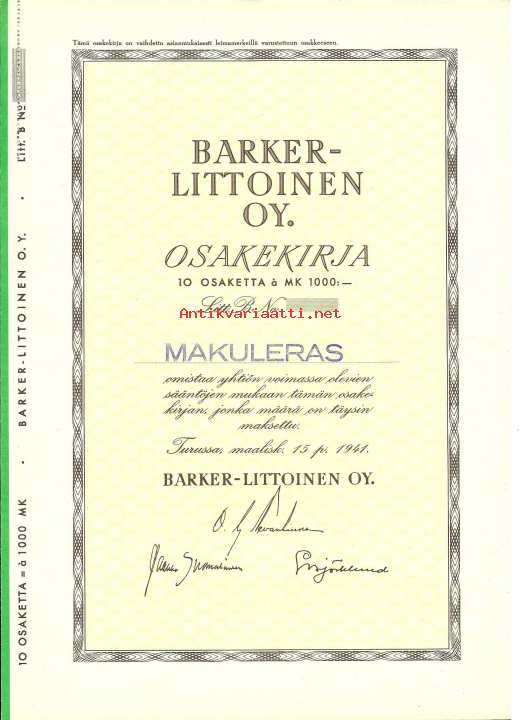 Tämä osakekirja on vaihdettu asianmukaisesti leimamerkeillä varustettuun osakkeeseen.
BARKER-
LITTOINEN
OY.
OSAKEKIRJA
10 OSAKETTA à MK 1000:—
Litt. B. No
Antikvariaatti.net
MAKULERAS
omistaa yhtiön voimassa olevien
sääntöjen mukaan tämän osake-
kirjan, jonka määrä on täysin
maksettu.
Turussa, maalisk. 15 p. 1941.
BARKER-LITTOINEN OY.
10 OSAKETTA = à 1000 MK • BARKER-LITTOINEN O.Y. • Litt. B No